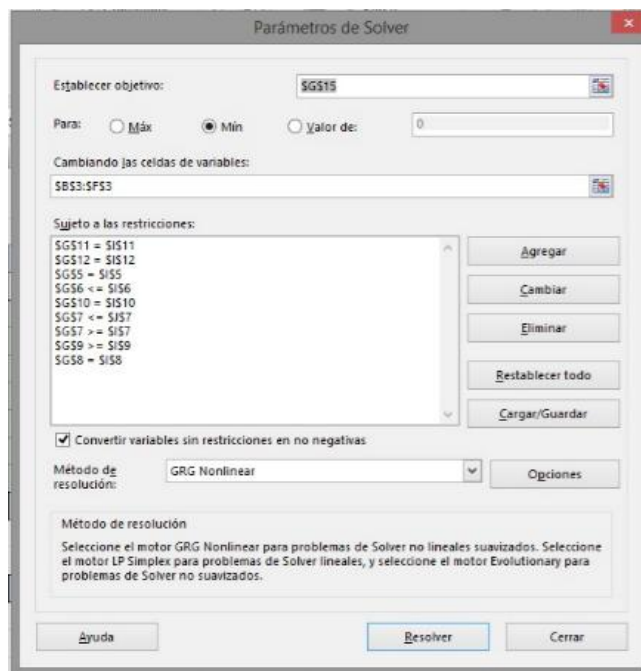 Parámetros de Solver
Establecer objetivo: $G$15
Para: Máx Mín Valor de: 0
Cambiando las celdas de variables:
$B$3:$F$3
Sujeto a las restricciones:
$G$11 = $I$11
$G$12 = $I$12
$G$5 = $I$5
$G$6 <= $I$6
$G$10 = $I$10
$G$7 <= $J$7
$G$7 >= $I$7
$G$9 >= $I$9
$G$8 = $I$8
Agregar
Cambiar
Eliminar
Restablecer todo
Cargar/Guardar
Convertir variables sin restricciones en no negativas
Método de resolución: GRG Nonlinear Opciones
Método de resolución
Seleccione el motor GRG Nonlinear para problemas de Solver no lineales suavizados. Seleccione
el motor LP Simplex para problemas de Solver lineales, y seleccione el motor Evolutionary para
problemas de Solver no suavizados.
Ayuda Resolver Cerrar